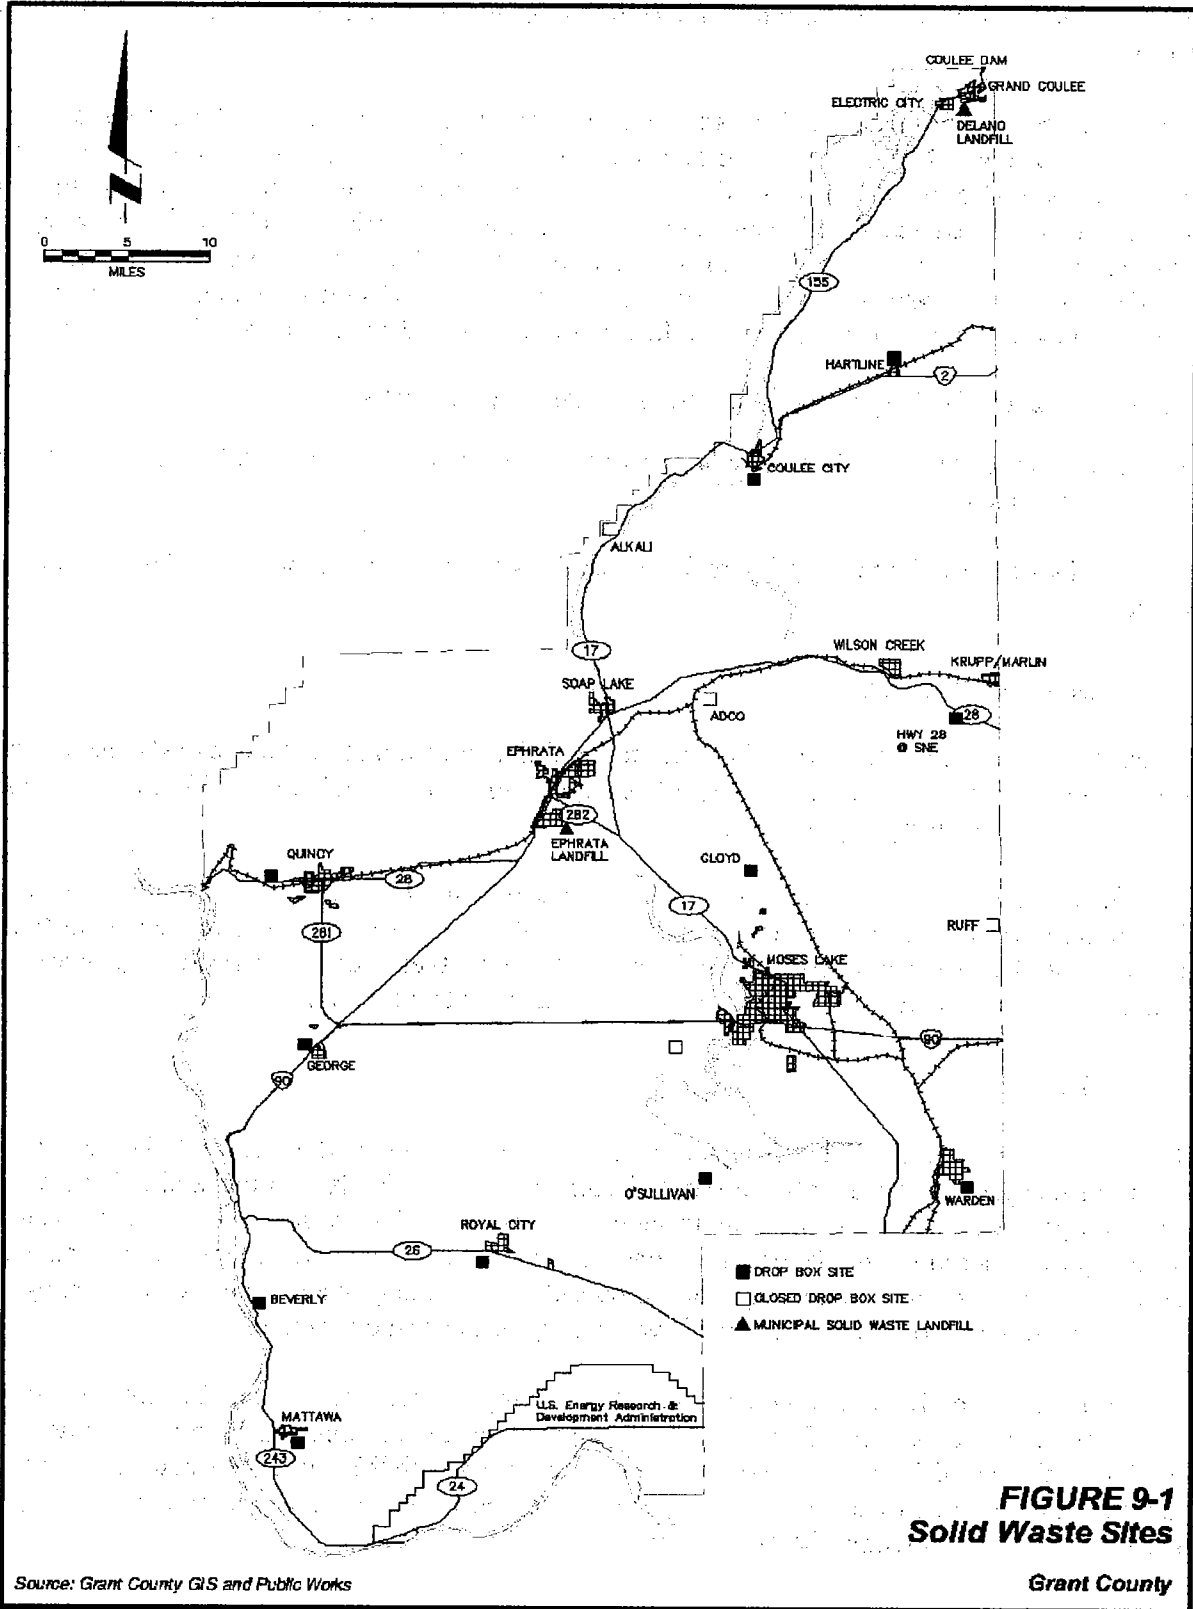 COULEE DAM
GRAND COULEE
ELECTRIC CITY
DELANO
LANDFILL
0 5 10
MILES
155
HARTLINE
2
COULEE CITY
ALKALI
17
WILSON CREEK
KRUPP/MARLIN
SOAP LAKE
ADCO
28
HWY 28
@ SNE
EPHRATA
282
EPHRATA
LANDFILL
QUINCY
28
CLOYD
17
281
RUFF
MOSES LAKE
90
GEORGE
90
O'SULLIVAN
WARDEN
ROYAL CITY
26
DROP BOX SITE
CLOSED DROP BOX SITE
MUNICIPAL SOLID WASTE LANDFILL
BEVERLY
U.S. Energy Research &
Development Administration
MATTAWA
243
24
FIGURE 9-1
Solid Waste Sites
Grant County
Source: Grant County GIS and Public Works